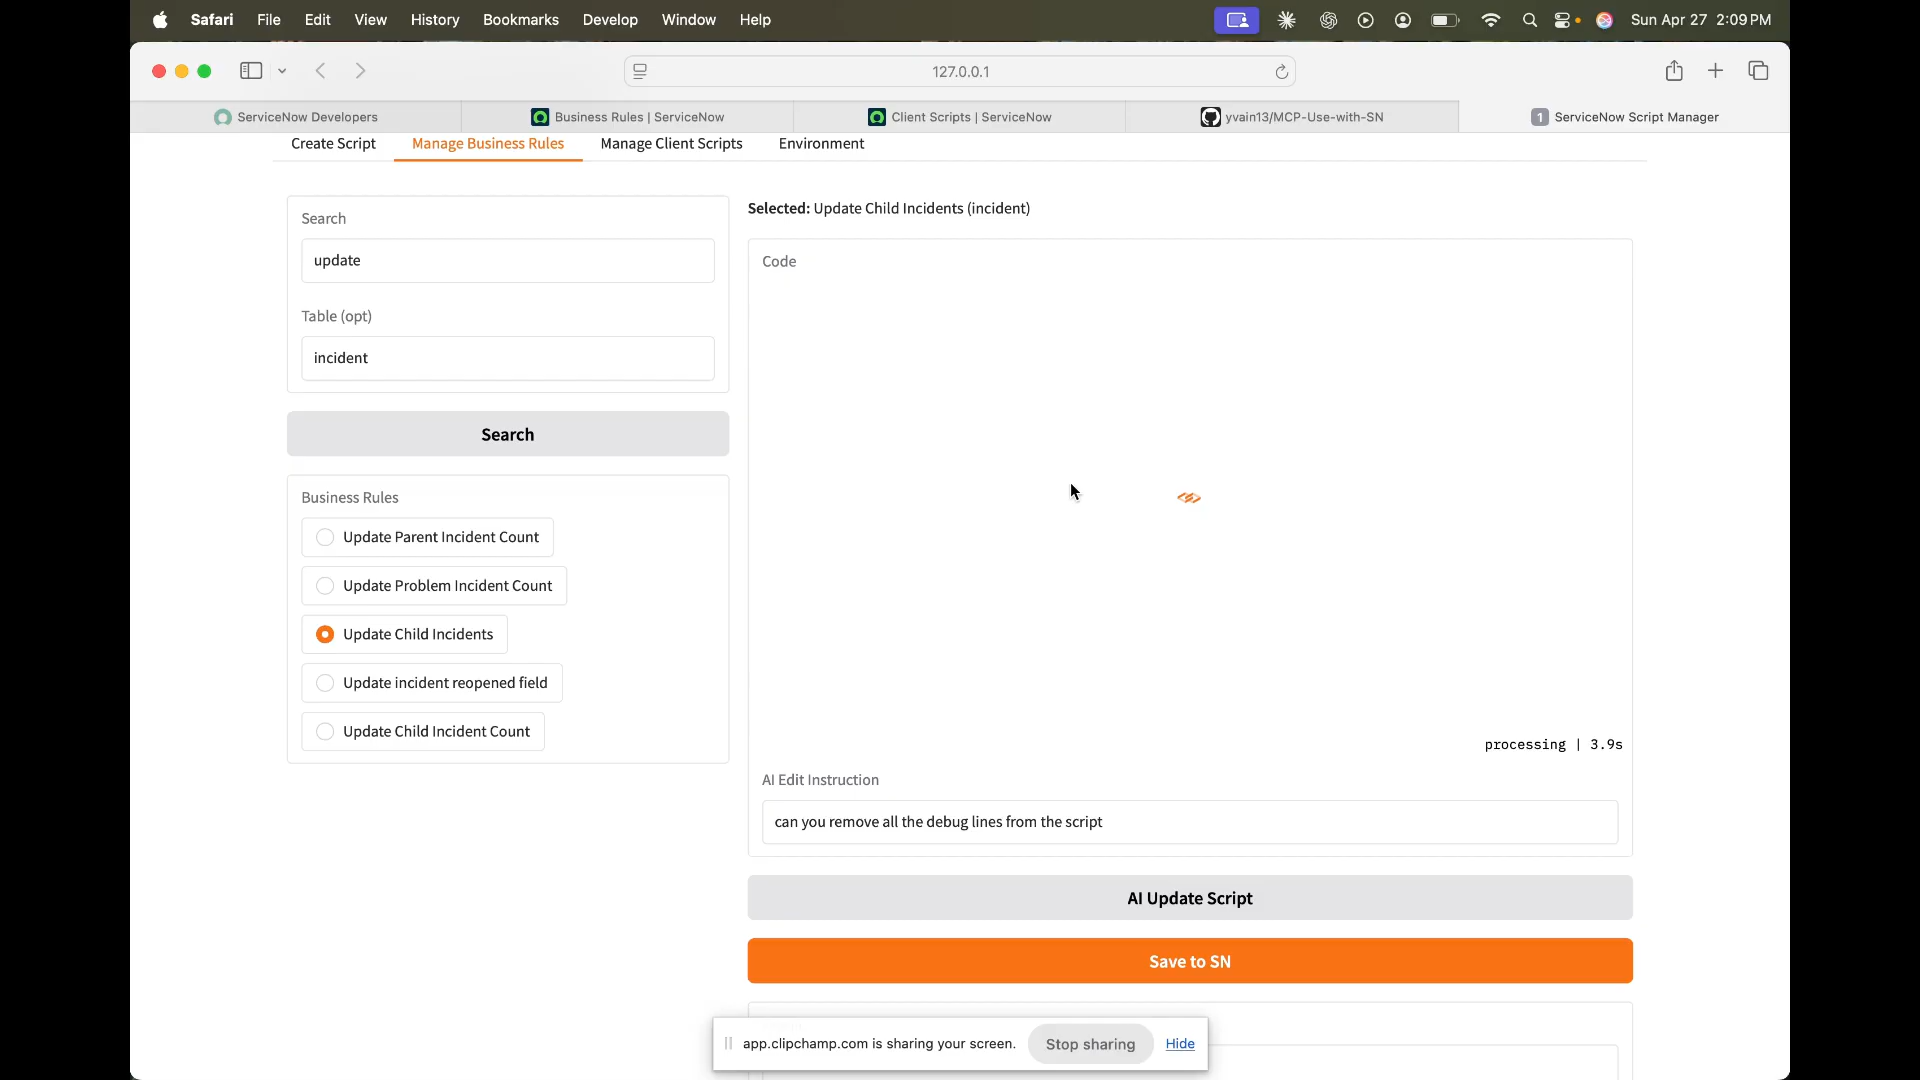 Safari File Edit View History Bookmarks Develop Window Help Sun Apr 27 2:09 PM
127.0.0.1
ServiceNow Developers
Business Rules | ServiceNow
Client Scripts | ServiceNow
yvain13/MCP-Use-with-SN
1 ServiceNow Script Manager
Create Script
Manage Business Rules
Manage Client Scripts
Environment
Search
update
Table (opt)
incident
Search
Business Rules
Update Parent Incident Count
Update Problem Incident Count
Update Child Incidents
Update incident reopened field
Update Child Incident Count
Selected: Update Child Incidents (incident)
Code
processing | 3.9s
AI Edit Instruction
can you remove all the debug lines from the script
AI Update Script
Save to SN
app.clipchamp.com is sharing your screen.
Stop sharing
Hide